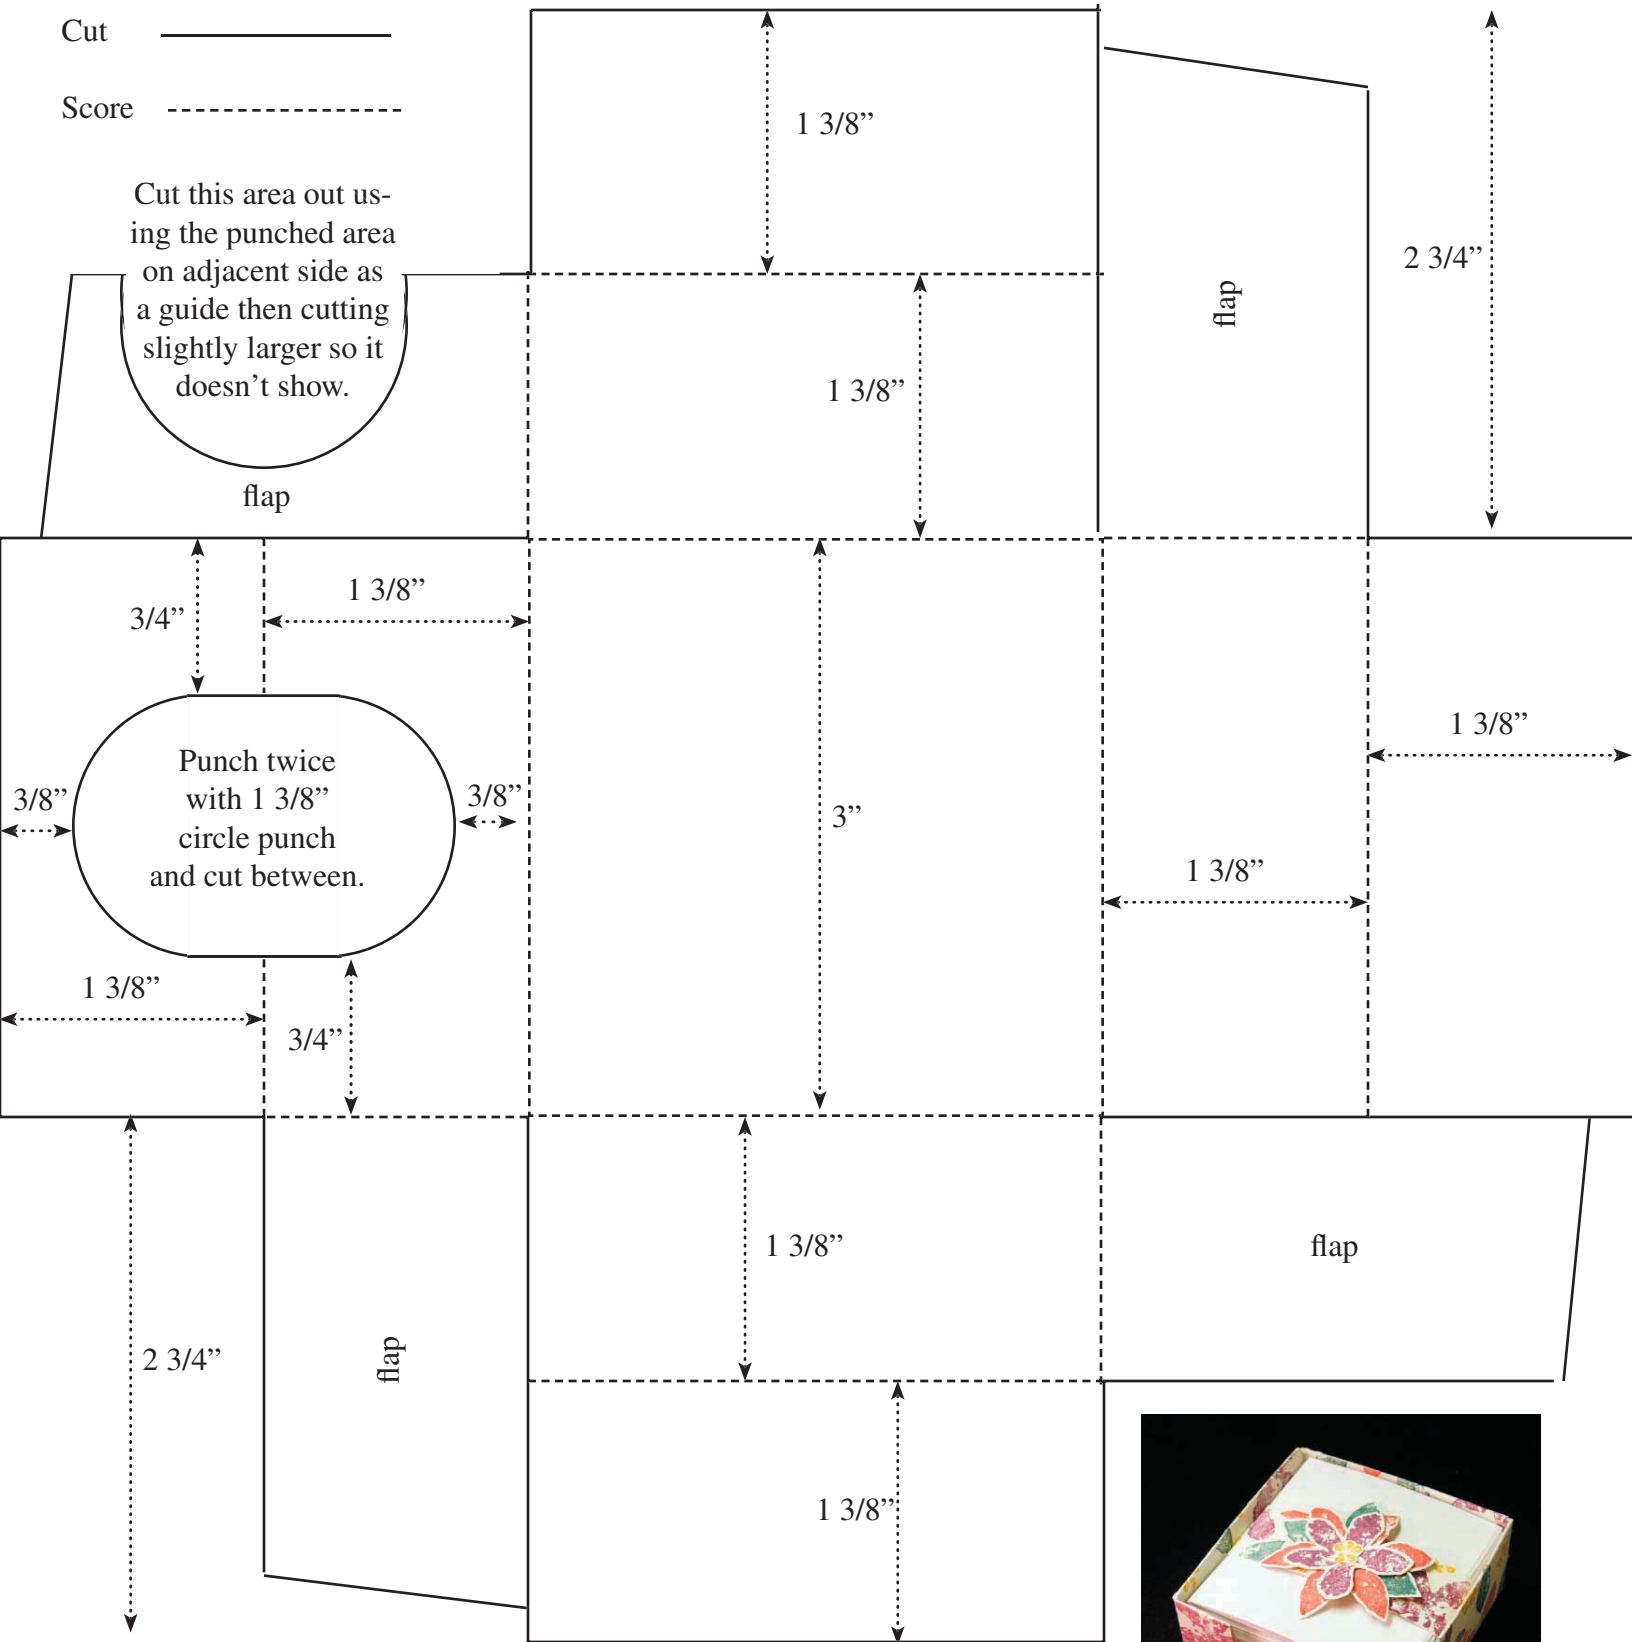 Cut
Score
1 3/8”
Cut this area out us-
ing the punched area
on adjacent side as
a guide then cutting
slightly larger so it
doesn’t show.
flap
2 3/4”
flap
1 3/8”
3/4”
1 3/8”
Punch twice
with 1 3/8”
circle punch
and cut between.
3/8”
3/8”
3”
1 3/8”
1 3/8”
1 3/8”
3/4”
1 3/8”
flap
2 3/4”
flap
1 3/8”